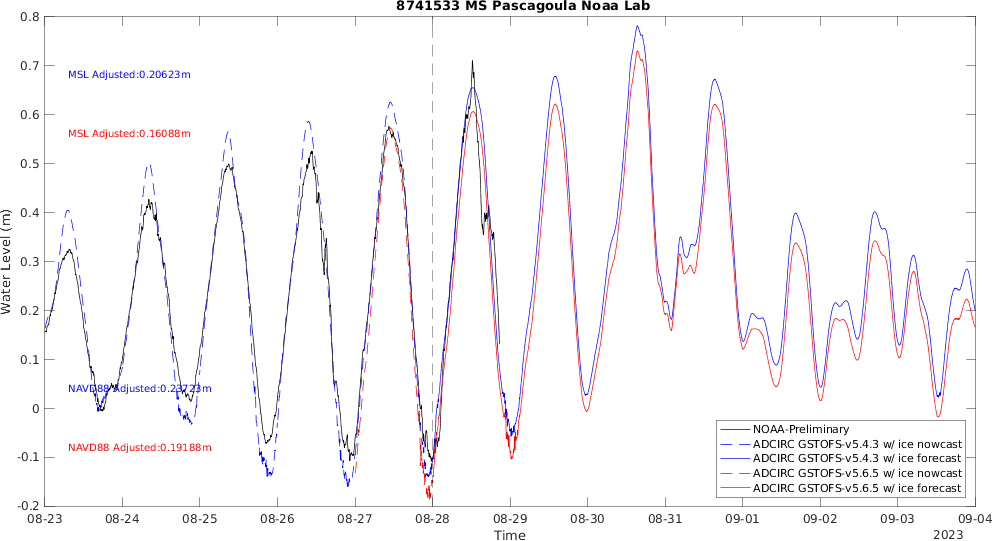 8741533 MS Pascagoula Noaa Lab
0.8
0.7
0.6
0.5
0.4
0.3
0.2
0.1
0
-0.1
-0.2
Water Level (m)
MSL Adjusted:0.20623m
MSL Adjusted:0.16088m
NAVD88 Adjusted:0.23723m
NAVD88 Adjusted:0.19188m
NOAA-Preliminary
ADCIRC GSTOFS-v5.4.3 w/ ice nowcast
ADCIRC GSTOFS-v5.4.3 w/ ice forecast
ADCIRC GSTOFS-v5.6.5 w/ ice nowcast
ADCIRC GSTOFS-v5.6.5 w/ ice forecast
08-23 08-24 08-25 08-26 08-27 08-28 08-29 08-30 08-31 09-01 09-02 09-03 09-04
Time
2023